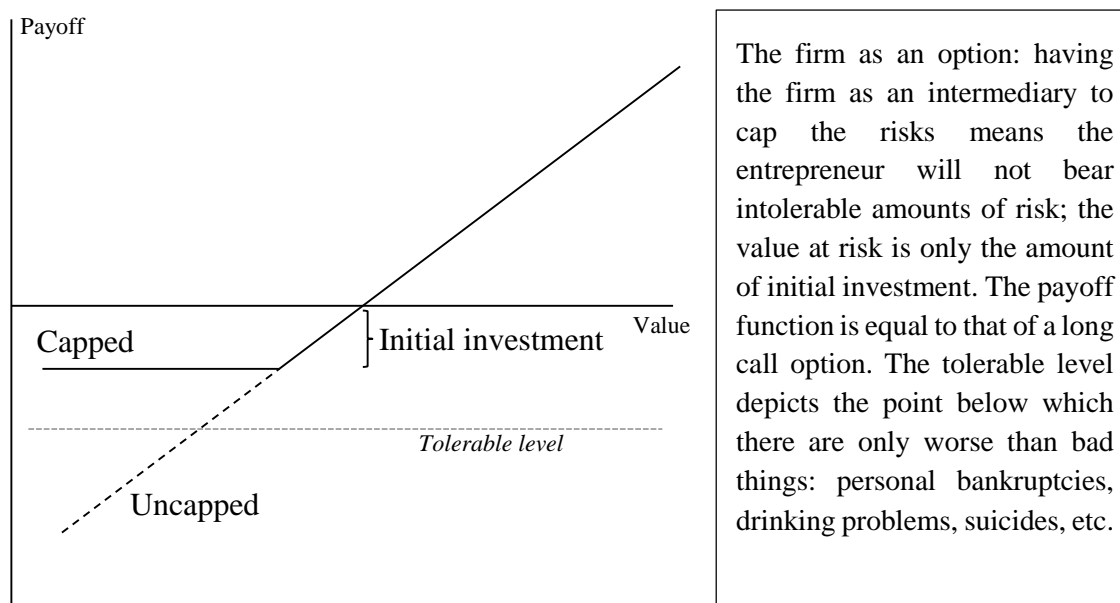 Payoff
Value
Capped
Initial investment
Tolerable level
Uncapped
The firm as an option: having
the firm as an intermediary to
cap the risks means the
entrepreneur will not bear
intolerable amounts of risk; the
value at risk is only the amount
of initial investment. The payoff
function is equal to that of a long
call option. The tolerable level
depicts the point below which
there are only worse than bad
things: personal bankruptcies,
drinking problems, suicides, etc.